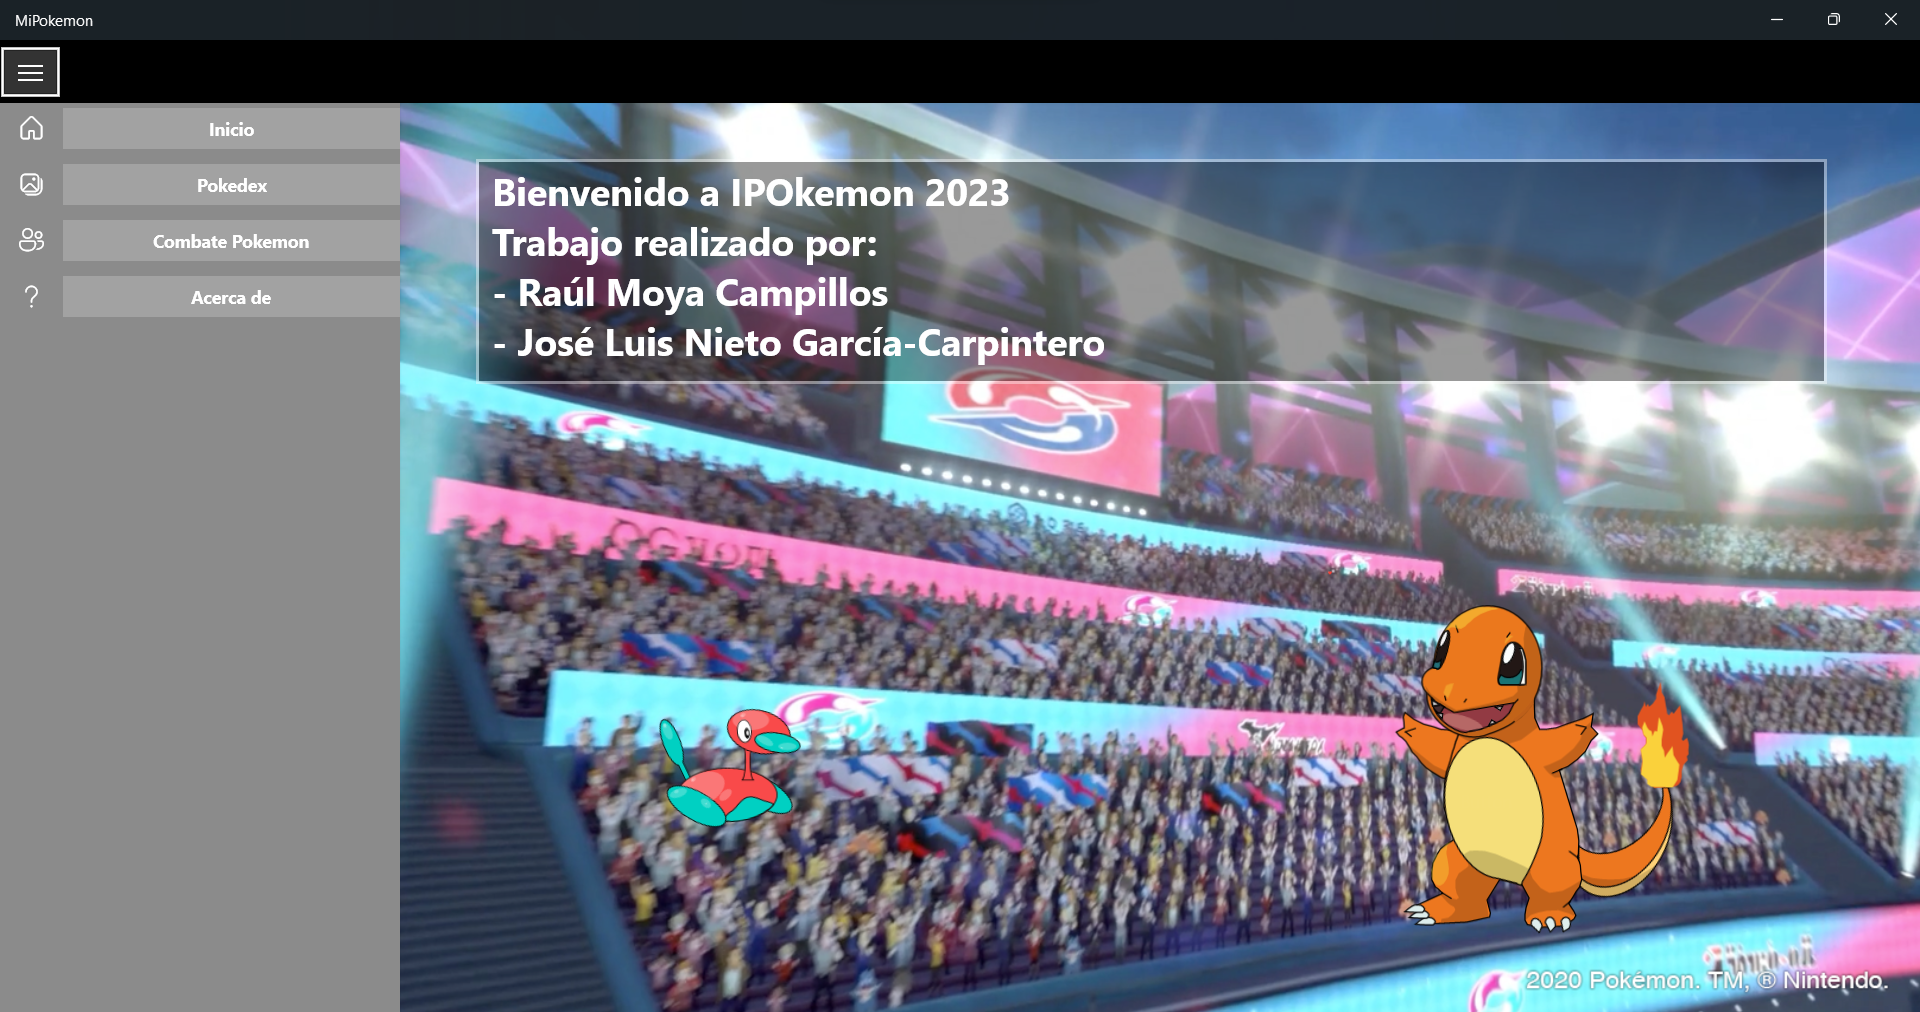 MiPokemon
Inicio
Pokedex
Combate Pokemon
Acerca de
Bienvenido a IPOkemon 2023
Trabajo realizado por:
- Raúl Moya Campillos
- José Luis Nieto García-Carpintero
2020 Pokémon. TM, ® Nintendo.